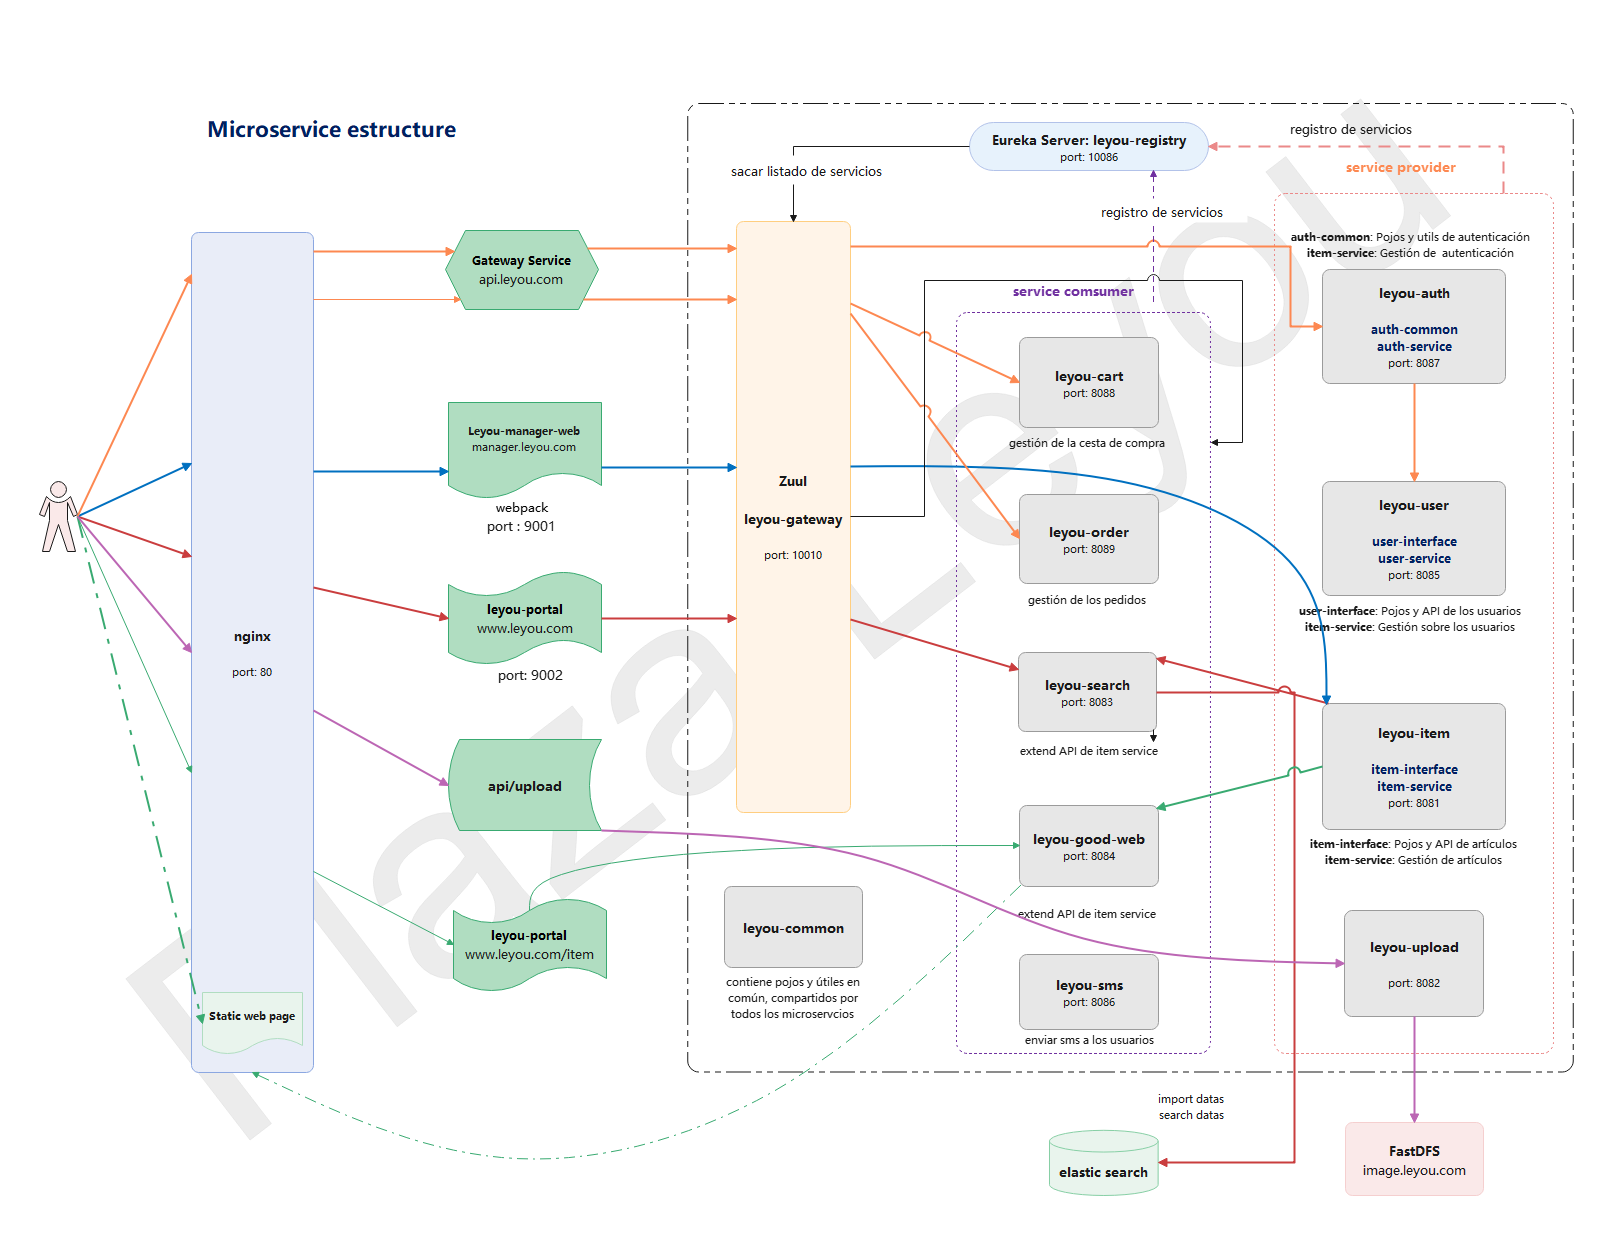 Microservice estructure
Eureka Server: leyou-registry
port: 10086
registro de servicios
service provider
sacar listado de servicios
registro de servicios
auth-common: Pojos y utils de autenticación
item-service: Gestión de  autenticación
Gateway Service
api.leyou.com
service comsumer
leyou-auth
auth-common
auth-service
port: 8087
leyou-cart
port: 8088
gestión de la cesta de compra
Leyou-manager-web
manager.leyou.com
webpack
port : 9001
Zuul
leyou-gateway
port: 10010
leyou-order
port: 8089
gestión de los pedidos
leyou-user
user-interface
user-service
port: 8085
user-interface: Pojos y API de los usuarios
item-service: Gestión sobre los usuarios
nginx
port: 80
leyou-portal
www.leyou.com
port: 9002
leyou-search
port: 8083
extend API de item service
leyou-item
item-interface
item-service
port: 8081
item-interface: Pojos y API de artículos
item-service: Gestión de artículos
api/upload
leyou-good-web
port: 8084
extend API de item service
leyou-portal
www.leyou.com/item
leyou-common
contiene pojos y útiles en
común, compartidos por
todos los microservcios
leyou-sms
port: 8086
enviar sms a los usuarios
leyou-upload
port: 8082
Static web page
import datas
search datas
elastic search
FastDFS
image.leyou.com
Plaza Leyou